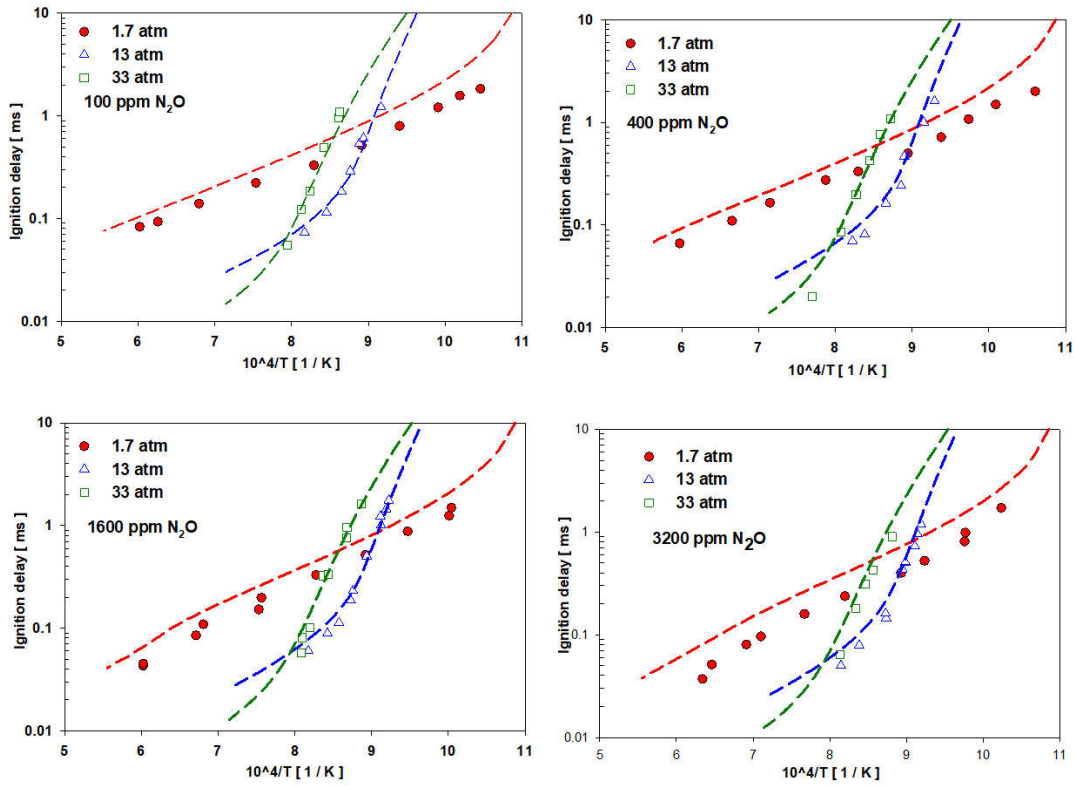 10
1
0.1
0.01
Ignition delay [ ms ]
1.7 atm
13 atm
33 atm
100 ppm N₂O
5 6 7 8 9 10 11
10^4/T [ 1 / K ]
10
1
0.1
0.01
Ignition delay [ ms ]
1.7 atm
13 atm
33 atm
400 ppm N₂O
5 6 7 8 9 10 11
10^4/T [ 1 / K ]
10
1
0.1
0.01
Ignition delay [ ms ]
1.7 atm
13 atm
33 atm
1600 ppm N₂O
5 6 7 8 9 10 11
10^4/T [ 1 / K ]
10
1
0.1
0.01
Ignition delay [ ms ]
1.7 atm
13 atm
33 atm
3200 ppm N₂O
5 6 7 8 9 10 11
10^4/T [ 1 / K ]